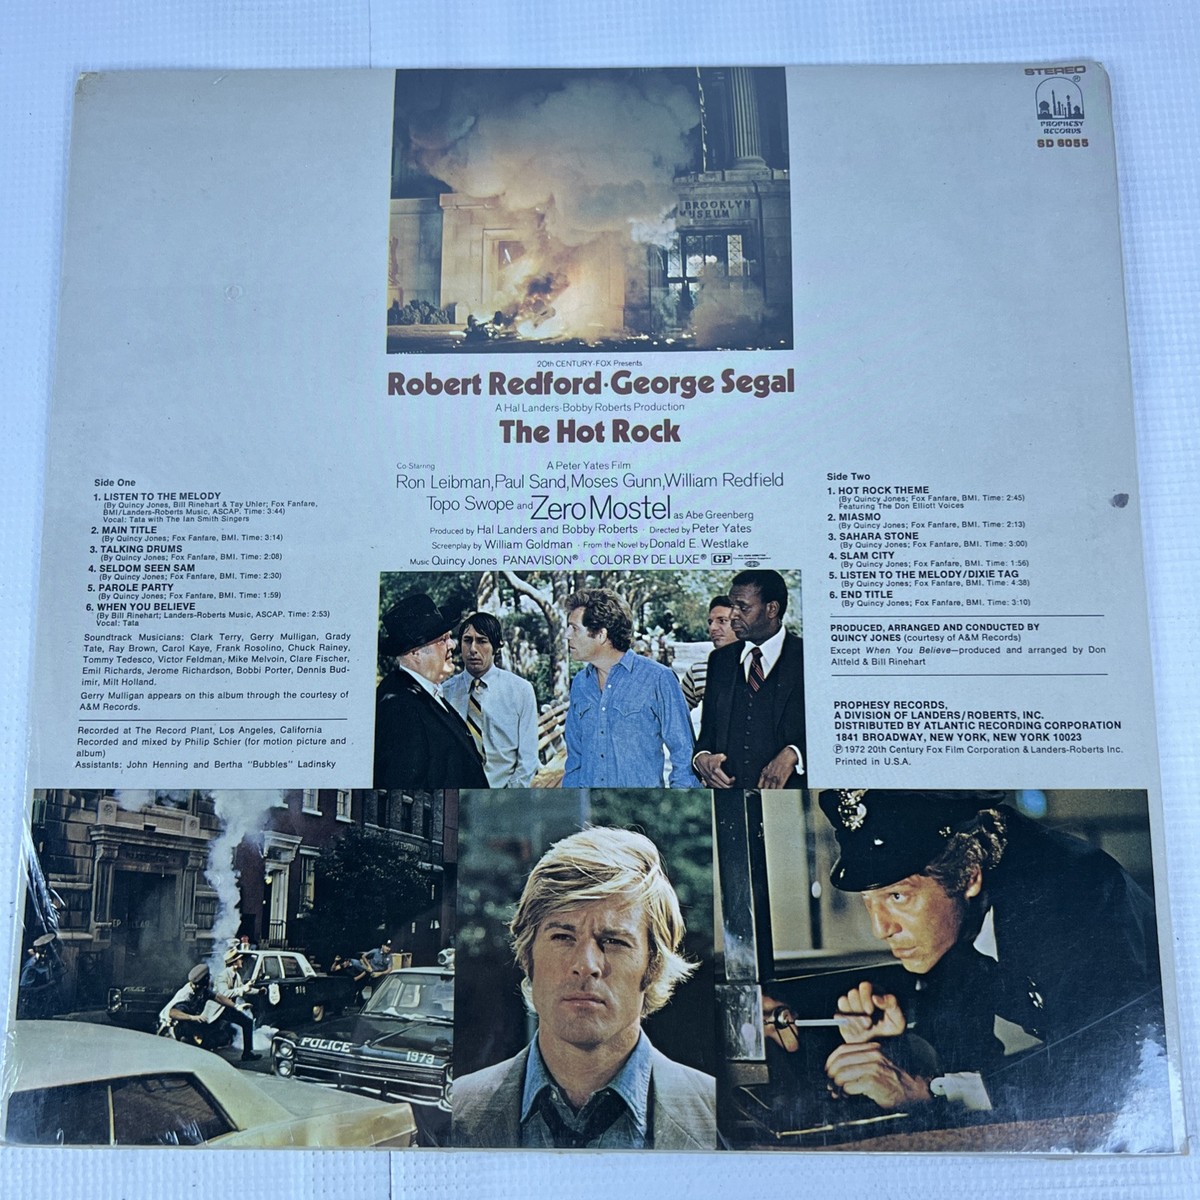 STEREO
PROPHESY
RECORDS
SD 6055
BROOKLYN
MUSEUM
20th CENTURY-FOX Presents
Robert Redford·George Segal
A Hal Landers-Bobby Roberts Production
The Hot Rock
Co-Starring
A Peter Yates Film
Ron Leibman, Paul Sand, Moses Gunn, William Redfield
Topo Swope and Zero Mostel as Abe Greenberg
Produced by Hal Landers and Bobby Roberts · Directed by Peter Yates
Screenplay by William Goldman · From the Novel by Donald E. Westlake
Music Quincy Jones PANAVISION® · COLOR BY DE LUXE® GP
Side One
1. LISTEN TO THE MELODY
(By Quincy Jones, Bill Rinehart & Tay Uhler; Fox Fanfare,
BMI/Landers-Roberts Music, ASCAP. Time: 3:44)
Vocal: Tata with The Ian Smith Singers
2. MAIN TITLE
(By Quincy Jones; Fox Fanfare, BMI. Time: 3:14)
3. TALKING DRUMS
(By Quincy Jones; Fox Fanfare, BMI. Time: 2:08)
4. SELDOM SEEN SAM
(By Quincy Jones; Fox Fanfare, BMI. Time: 2:30)
5. PAROLE PARTY
(By Quincy Jones; Fox Fanfare, BMI. Time: 1:59)
6. WHEN YOU BELIEVE
(By Bill Rinehart; Landers-Roberts Music, ASCAP. Time: 2:53)
Vocal: Tata
Soundtrack Musicians: Clark Terry, Gerry Mulligan, Grady
Tate, Ray Brown, Carol Kaye, Frank Rosolino, Chuck Rainey,
Tommy Tedesco, Victor Feldman, Mike Melvoin, Clare Fischer,
Emil Richards, Jerome Richardson, Bobbi Porter, Dennis Bud-
imir, Milt Holland.
Gerry Mulligan appears on this album through the courtesy of
A&M Records.
Recorded at The Record Plant, Los Angeles, California
Recorded and mixed by Philip Schier (for motion picture and
album)
Assistants: John Henning and Bertha "Bubbles" Ladinsky
Side Two
1. HOT ROCK THEME
(By Quincy Jones; Fox Fanfare, BMI. Time: 2:45)
Featuring The Don Elliott Voices
2. MIASMO
(By Quincy Jones; Fox Fanfare, BMI. Time: 2:13)
3. SAHARA STONE
(By Quincy Jones; Fox Fanfare, BMI. Time: 3:00)
4. SLAM CITY
(By Quincy Jones; Fox Fanfare, BMI. Time: 1:56)
5. LISTEN TO THE MELODY/DIXIE TAG
(By Quincy Jones; Fox Fanfare, BMI. Time: 4:38)
6. END TITLE
(By Quincy Jones; Fox Fanfare, BMI. Time: 3:10)
PRODUCED, ARRANGED AND CONDUCTED BY
QUINCY JONES (courtesy of A&M Records)
Except When You Believe—produced and arranged by Don
Altfeld & Bill Rinehart
PROPHESY RECORDS,
A DIVISION OF LANDERS/ROBERTS, INC.
DISTRIBUTED BY ATLANTIC RECORDING CORPORATION
1841 BROADWAY, NEW YORK, NEW YORK 10023
℗ 1972 20th Century Fox Film Corporation & Landers-Roberts Inc.
Printed in U.S.A.
POLICE 1973